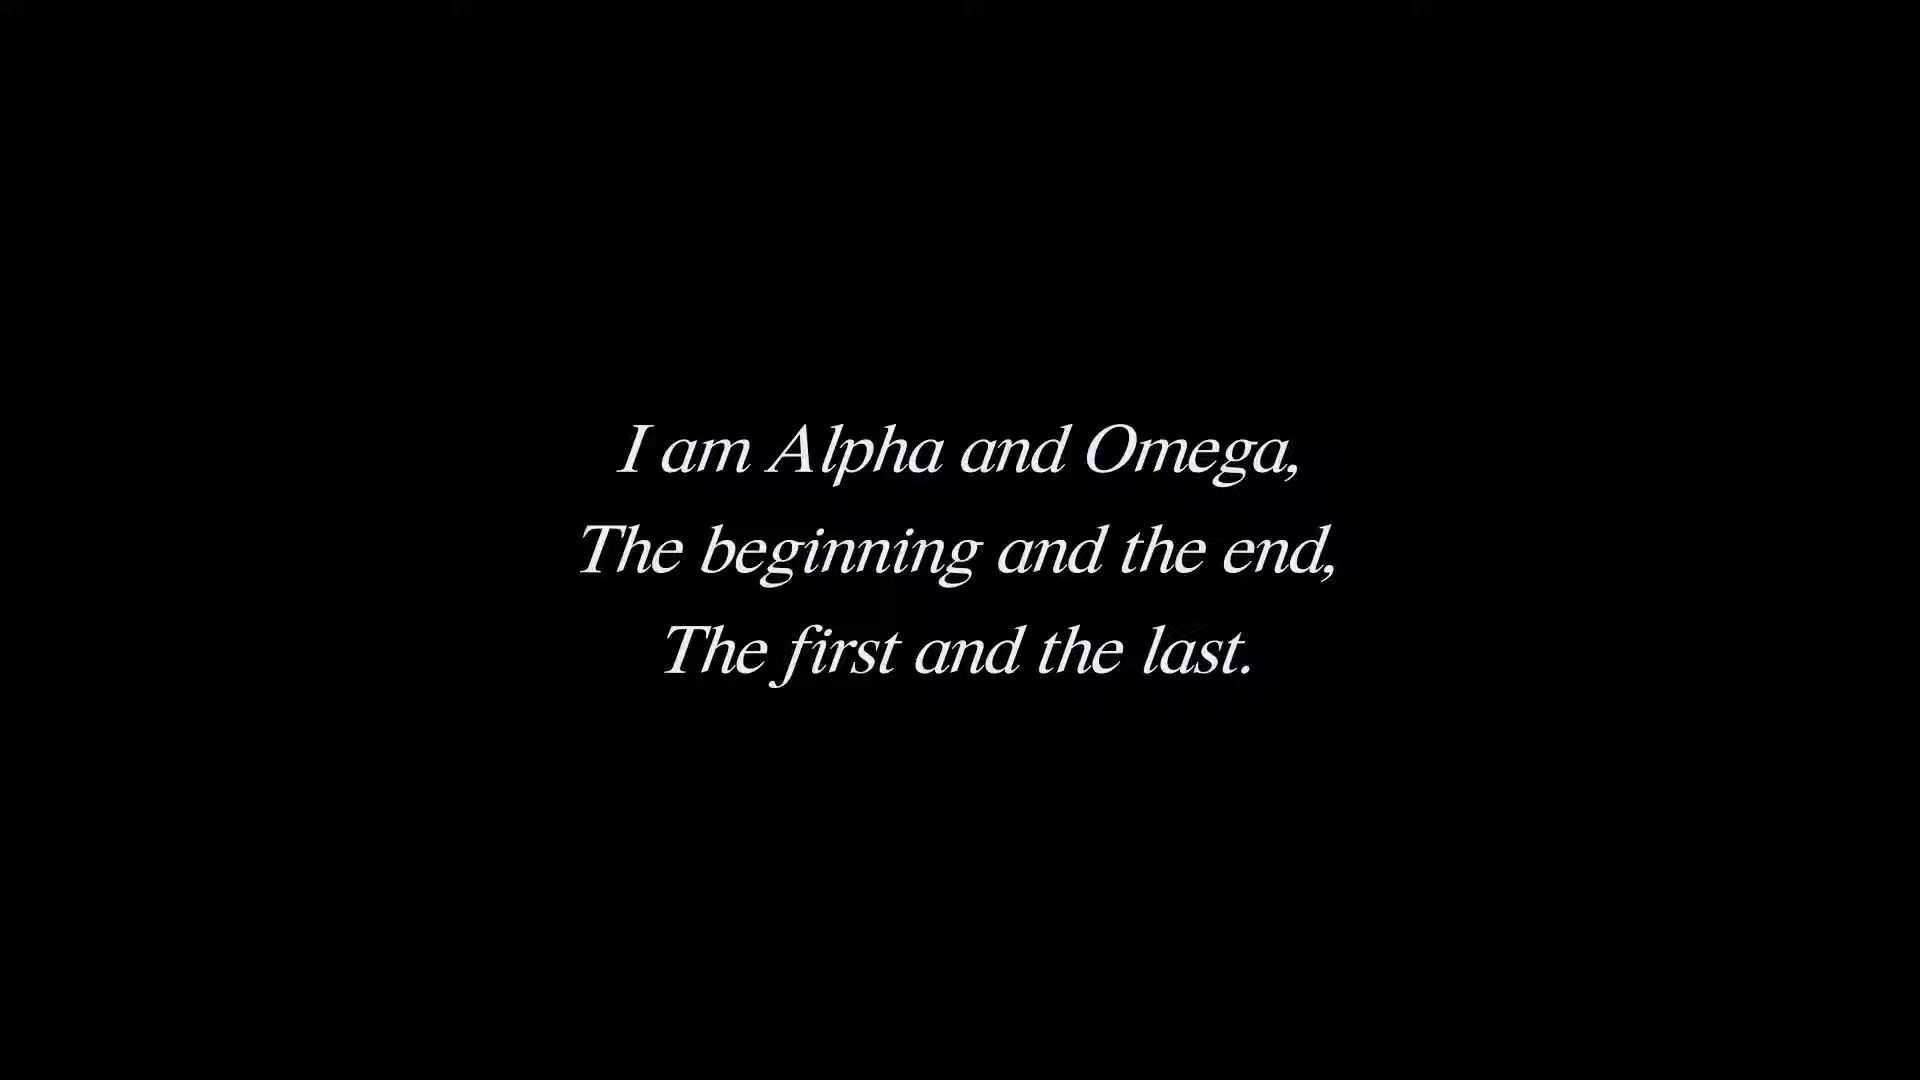 I am Alpha and Omega,
The beginning and the end,
The first and the last.